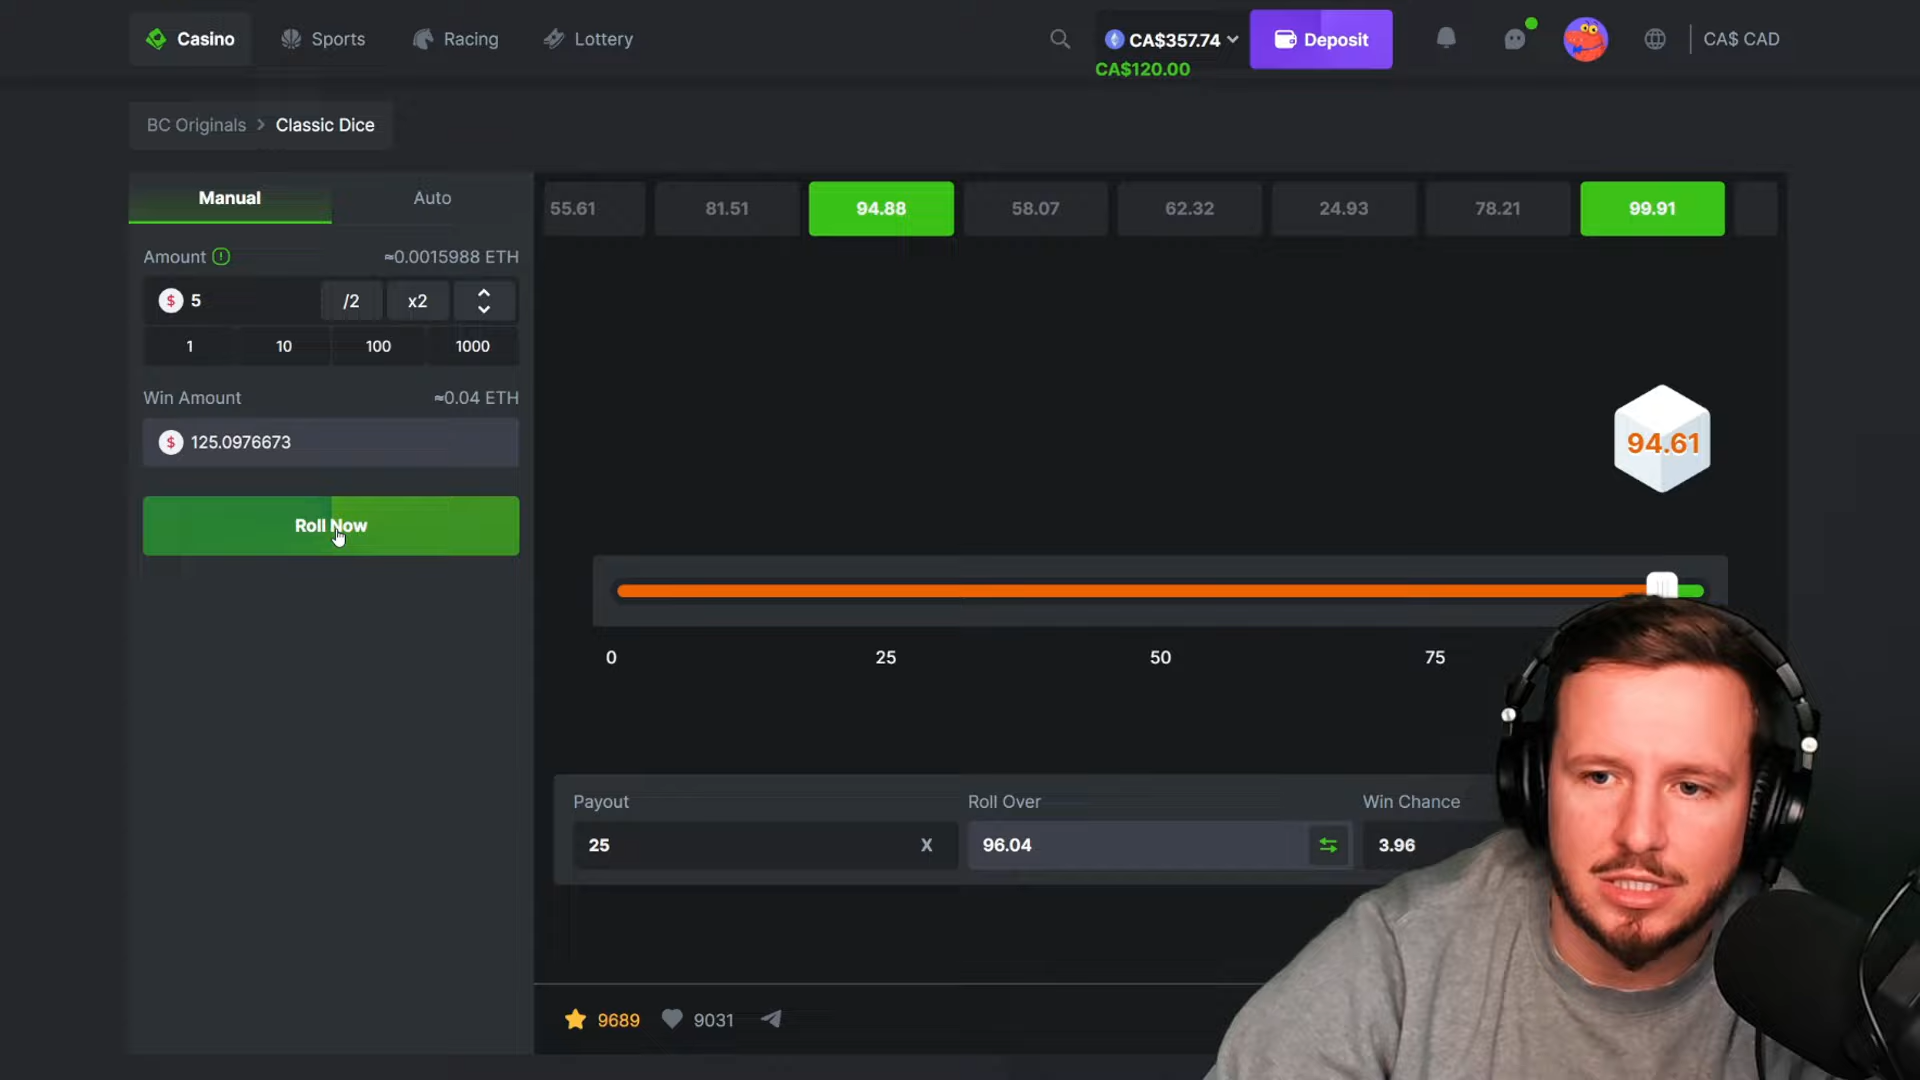 Casino
Sports
Racing
Lottery
CA$357.74
CA$120.00
Deposit
CA$ CAD
BC Originals > Classic Dice
Manual
Auto
55.61
81.51
94.88
58.07
62.32
24.93
78.21
99.91
Amount
≈0.0015988 ETH
$ 5
/2
x2
1
10
100
1000
Win Amount
≈0.04 ETH
$ 125.0976673
Roll Now
94.61
0
25
50
75
Payout
Roll Over
Win Chance
25
X
96.04
3.96
9689
9031